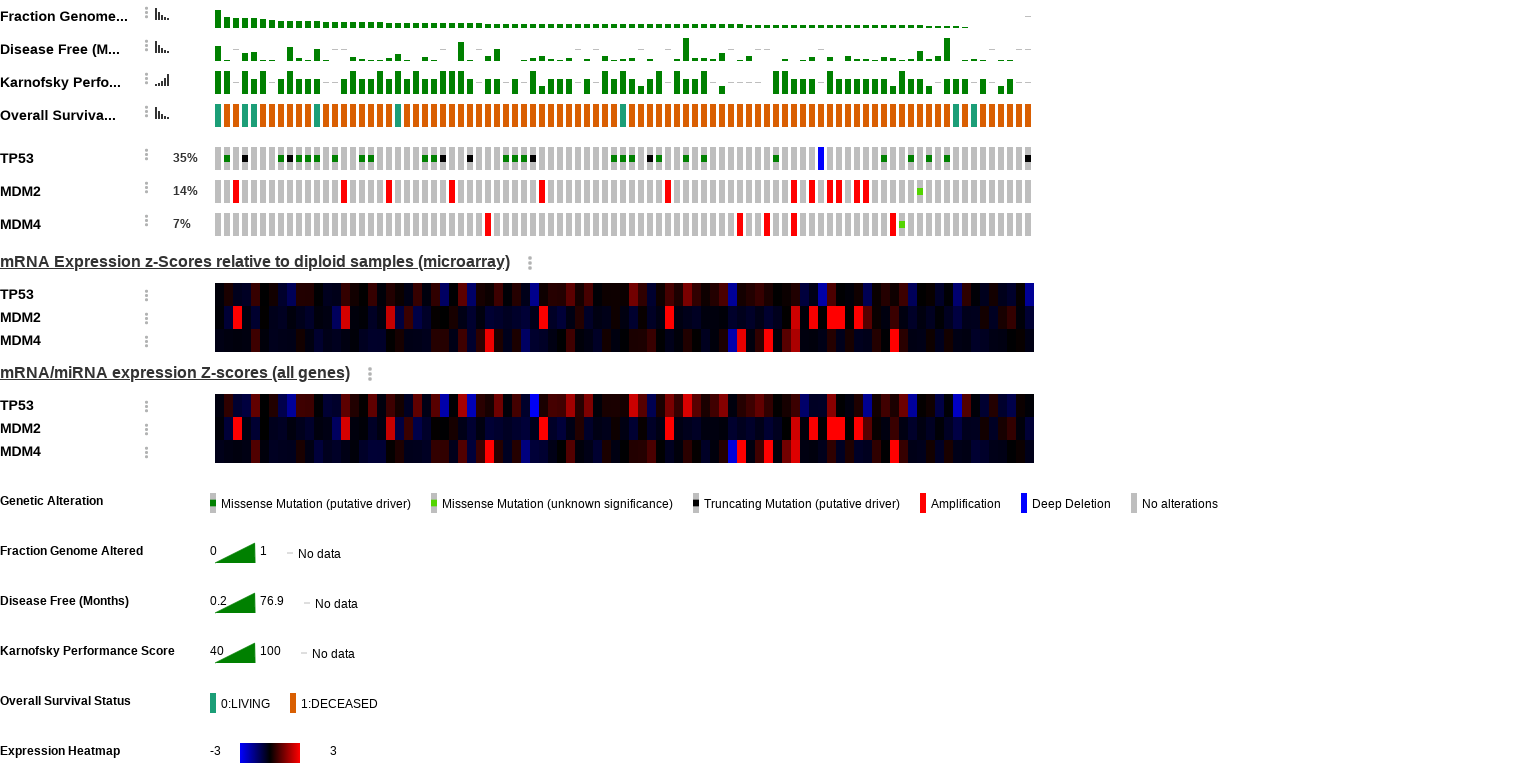 Fraction Genome...
Disease Free (M...
Karnofsky Perfo...
Overall Surviva...
TP53 35%
MDM2 14%
MDM4 7%
mRNA Expression z-Scores relative to diploid samples (microarray)
TP53
MDM2
MDM4
mRNA/miRNA expression Z-scores (all genes)
TP53
MDM2
MDM4
Genetic Alteration Missense Mutation (putative driver) Missense Mutation (unknown significance) Truncating Mutation (putative driver) Amplification Deep Deletion No alterations
Fraction Genome Altered 0 1 No data
Disease Free (Months) 0.2 76.9 No data
Karnofsky Performance Score 40 100 No data
Overall Survival Status 0:LIVING 1:DECEASED
Expression Heatmap -3 3